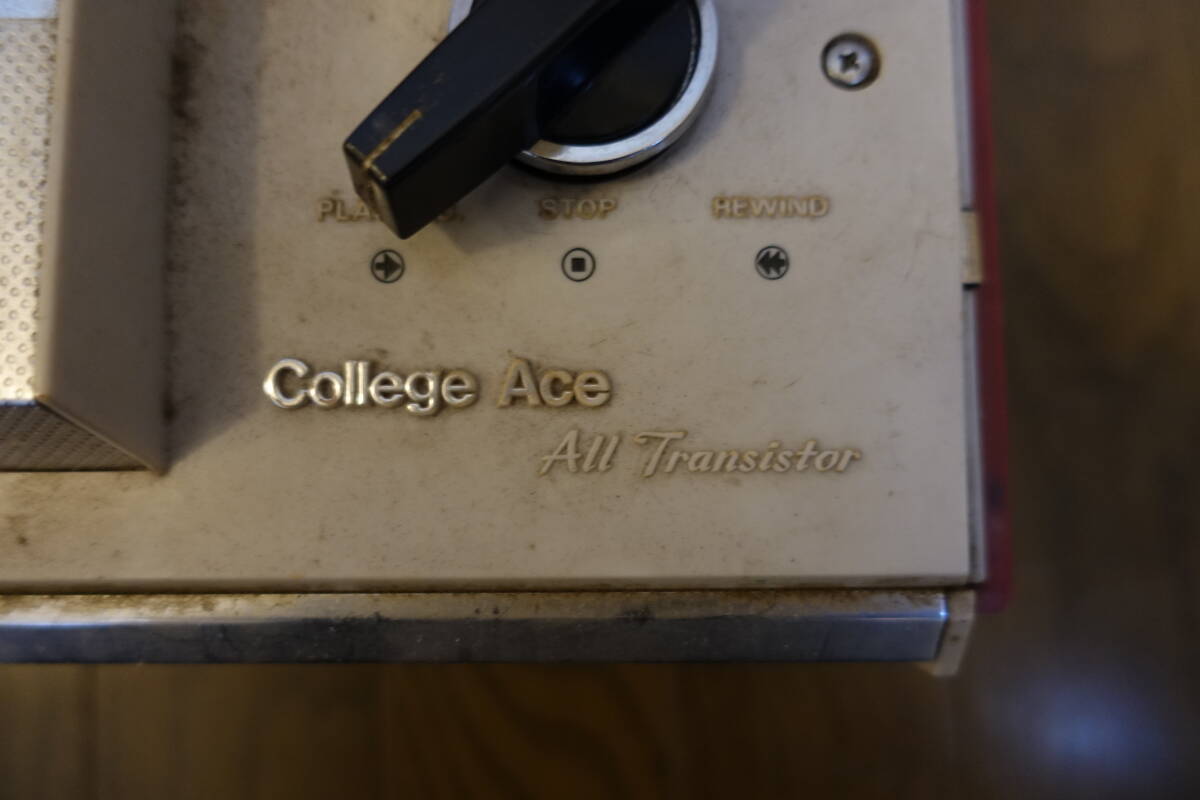 STOP REWIND
College Ace
All Transistor